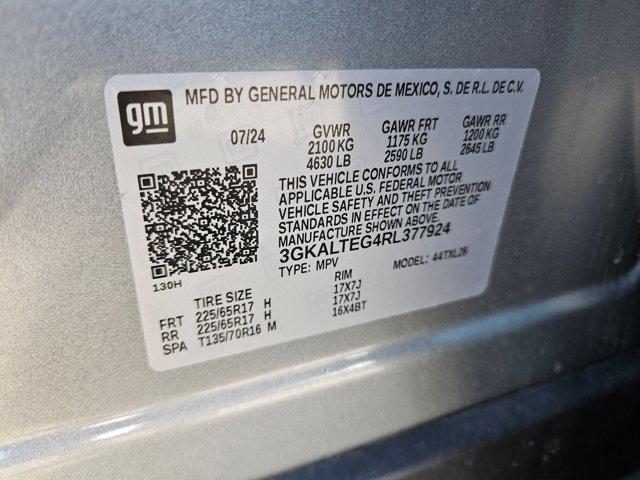 gm
MFD BY GENERAL MOTORS DE MEXICO, S. DE R.L. DE C.V.
07/24 GVWR GAWR FRT GAWR RR
2100 KG 1175 KG 1200 KG
4630 LB 2590 LB 2645 LB
THIS VEHICLE CONFORMS TO ALL
APPLICABLE U.S. FEDERAL MOTOR
VEHICLE SAFETY AND THEFT PREVENTION
STANDARDS IN EFFECT ON THE DATE OF
MANUFACTURE SHOWN ABOVE.
3GKALTEG4RL377924
TYPE: MPV MODEL: 44TXL26
130H
TIRE SIZE RIM
FRT 225/65R17 H 17X7J
RR 225/65R17 H 17X7J
SPA T135/70R16 M 16X4BT